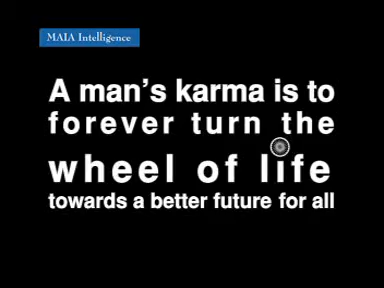 MAIA Intelligence
A man's karma is to
forever turn the
wheel of life
towards a better future for all